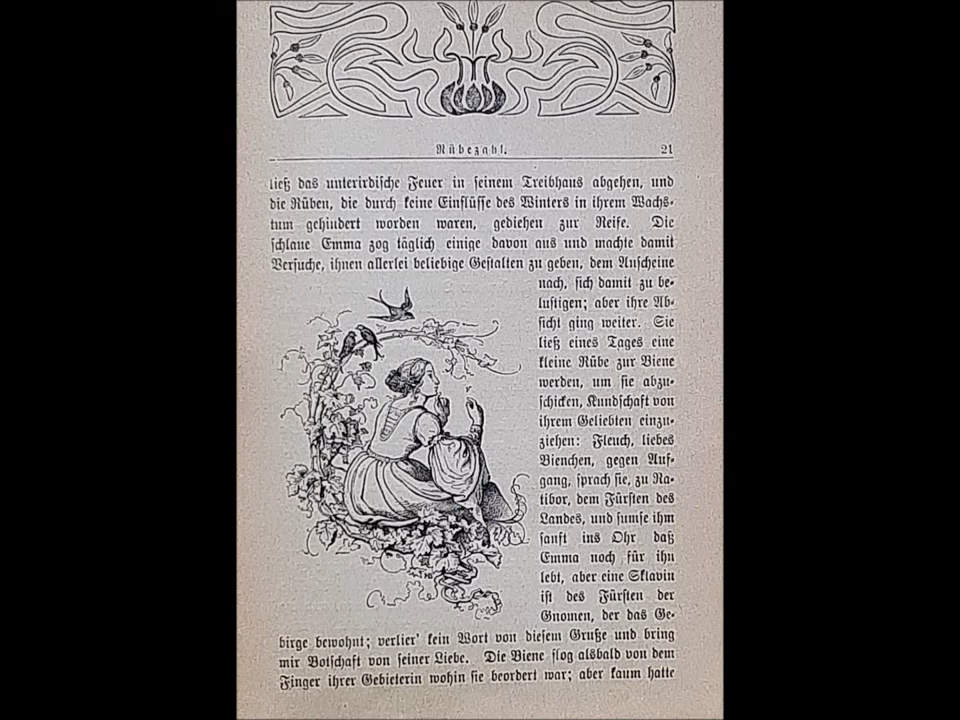 Rübezahl.
21
ließ das unterirdische Feuer in seinem Treibhaus abgehen, und
die Rüben, die durch keine Einflüsse des Winters in ihrem Wachs-
tum gehindert worden waren, gediehen zur Reife. Die
schlaue Emma zog täglich einige davon aus und machte damit
Versuche, ihnen allerlei beliebige Gestalten zu geben, dem Anscheine
nach, sich damit zu be-
lustigen; aber ihre Ab-
sicht ging weiter. Sie
ließ eines Tages eine
kleine Rübe zur Biene
werden, um sie abzu-
schicken, Kundschaft von
ihrem Geliebten einzu-
ziehen: Fleuch, liebes
Bienchen, gegen Auf-
gang, sprach sie, zu Ra-
tibor, dem Fürsten des
Landes, und sumse ihm
sanft ins Ohr daß
Emma noch für ihn
lebt, aber eine Sklavin
ist des Fürsten der
Gnomen, der das Ge-
birge bewohnt; verlier' kein Wort von diesem Gruße und bring
mir Botschaft von seiner Liebe. Die Biene flog alsbald von dem
Finger ihrer Gebieterin wohin sie beordert war; aber kaum hatte